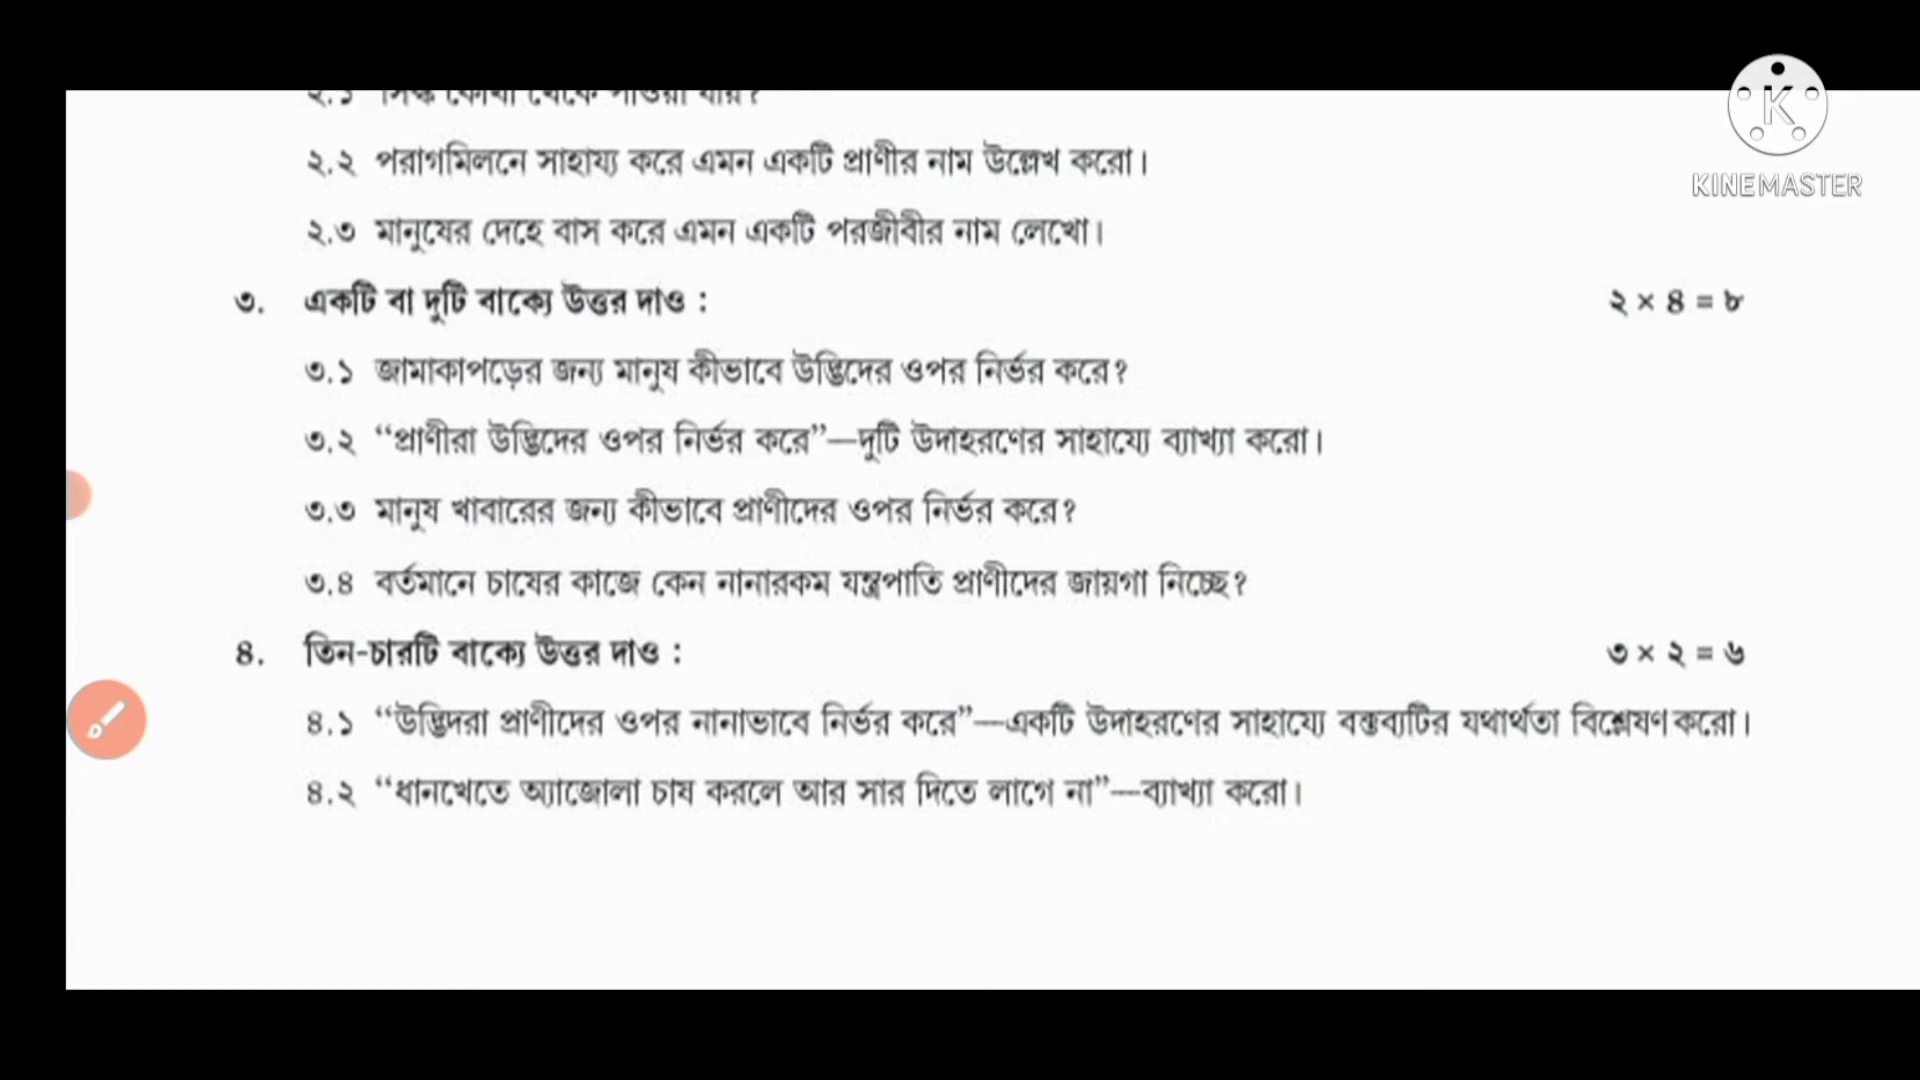 ২.১ সিল্ক কোথা থেকে পাওয়া যায়?
২.২ পরাগমিলনে সাহায্য করে এমন একটি প্রাণীর নাম উল্লেখ করো।
২.৩ মানুষের দেহে বাস করে এমন একটি পরজীবীর নাম লেখো।
৩. একটি বা দুটি বাক্যে উত্তর দাও : ২ × ৪ = ৮
৩.১ জামাকাপড়ের জন্য মানুষ কীভাবে উদ্ভিদের ওপর নির্ভর করে?
৩.২ “প্রাণীরা উদ্ভিদের ওপর নির্ভর করে”—দুটি উদাহরণের সাহায্যে ব্যাখ্যা করো।
৩.৩ মানুষ খাবারের জন্য কীভাবে প্রাণীদের ওপর নির্ভর করে?
৩.৪ বর্তমানে চাষের কাজে কেন নানারকম যন্ত্রপাতি প্রাণীদের জায়গা নিচ্ছে?
৪. তিন-চারটি বাক্যে উত্তর দাও : ৩ × ২ = ৬
৪.১ “উদ্ভিদরা প্রাণীদের ওপর নানাভাবে নির্ভর করে”—একটি উদাহরণের সাহায্যে বক্তব্যটির যথার্থতা বিশ্লেষণ করো।
৪.২ “ধানখেতে অ্যাজোলা চাষ করলে আর সার দিতে লাগে না”—ব্যাখ্যা করো।
K
KINEMASTER